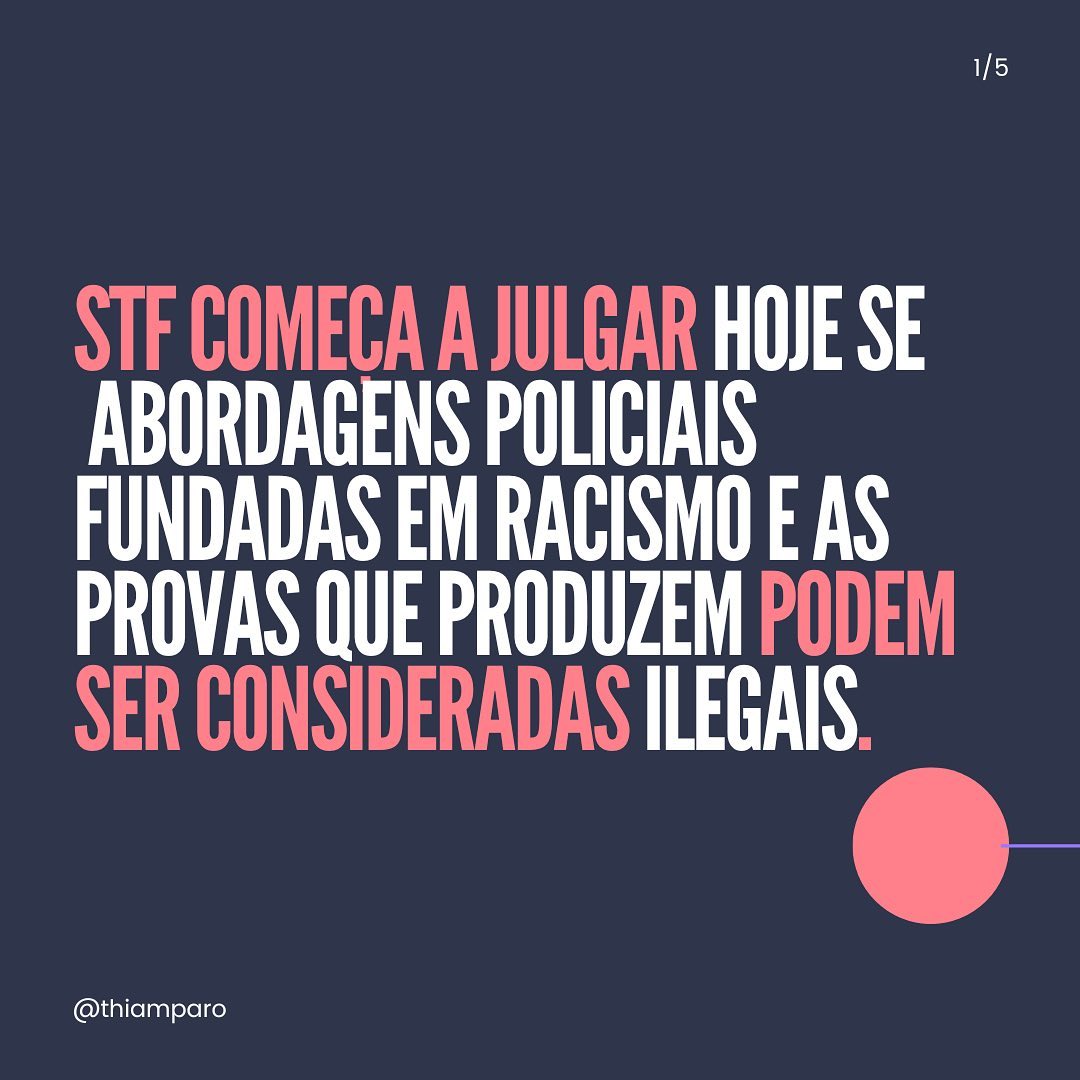 1/5
STF COMEÇA A JULGAR HOJE SE
ABORDAGENS POLICIAIS
FUNDADAS EM RACISMO E AS
PROVAS QUE PRODUZEM PODEM
SER CONSIDERADAS ILEGAIS.
@thiamparo